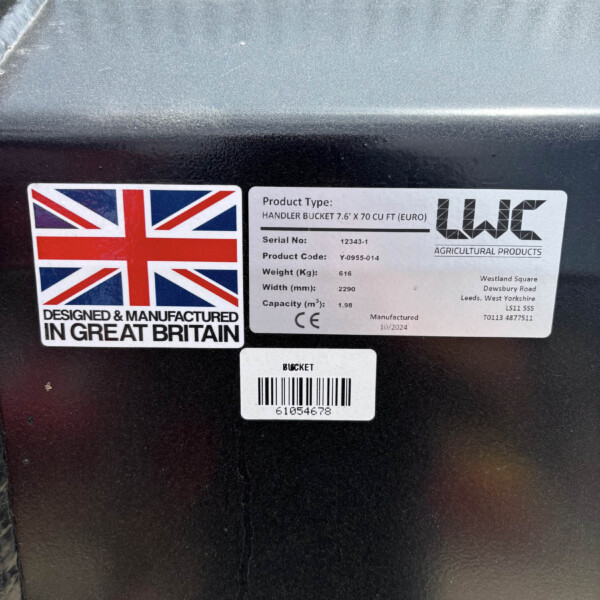 DESIGNED & MANUFACTURED
IN GREAT BRITAIN
Product Type:
HANDLER BUCKET 7.6' X 70 CU FT (EURO)
Serial No: 12343-1
Product Code: Y-0955-014
Weight (Kg): 616
Width (mm): 2290
Capacity (m³): 1.98
CE
Manufactured
10/2024
LWC
AGRICULTURAL PRODUCTS
Westland Square
Dewsbury Road
Leeds. West Yorkshire
LS11 5SS
T0113 4877511
BUCKET
61054678